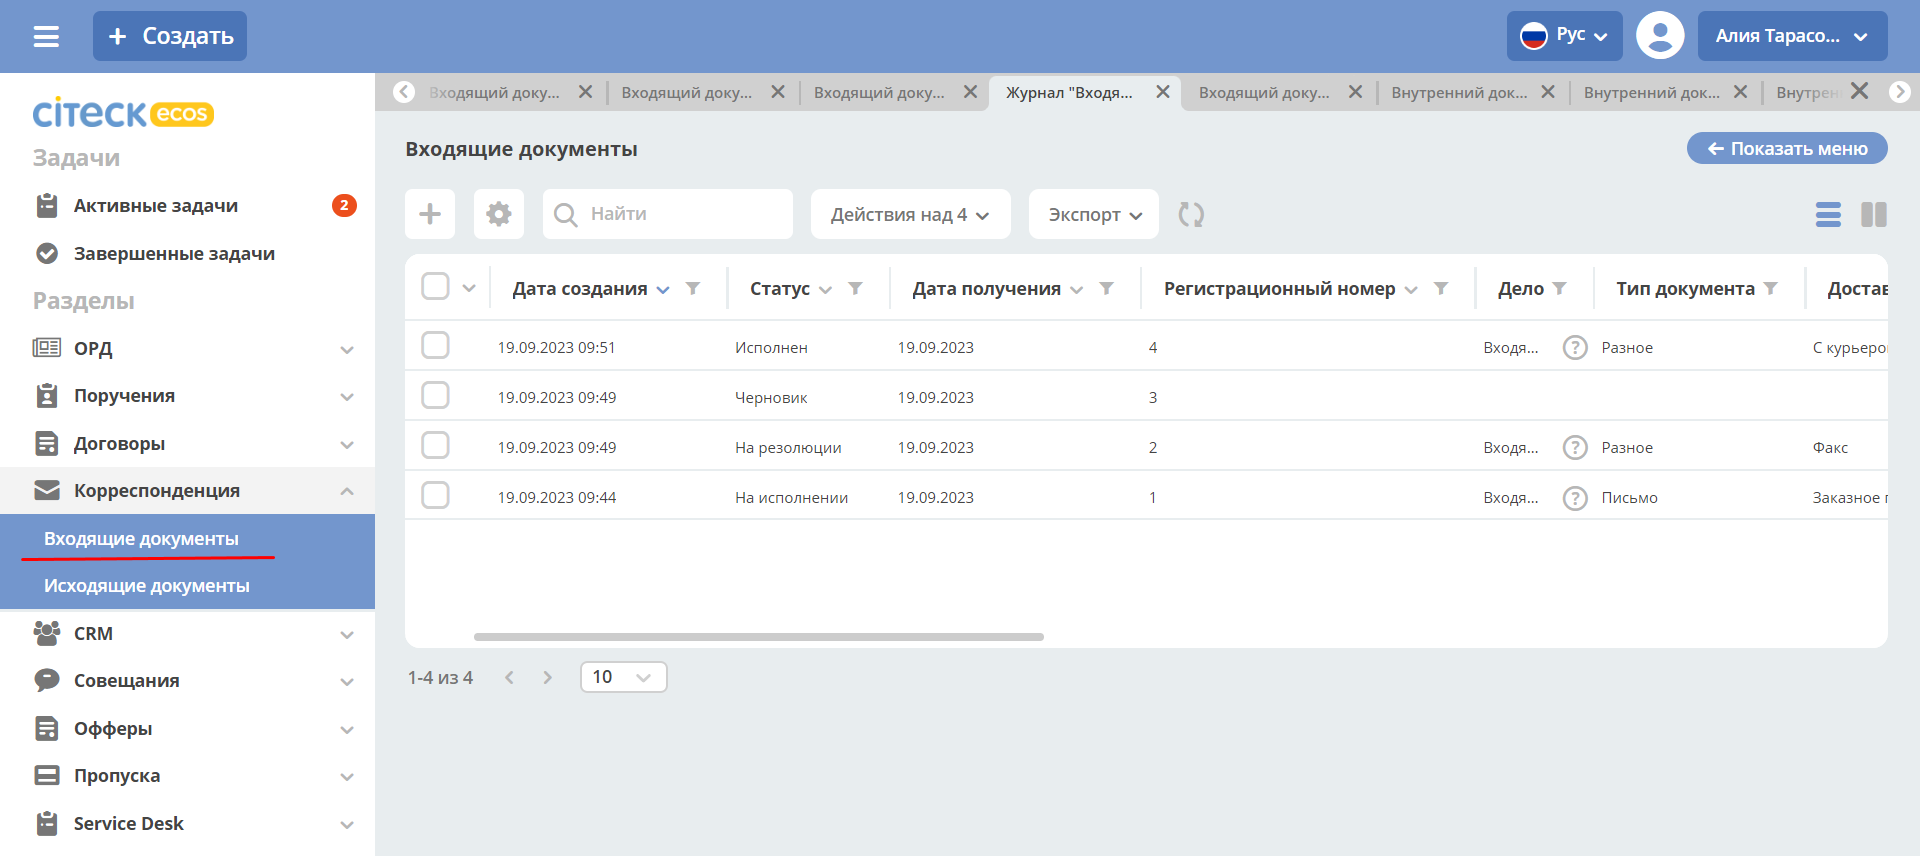 Создать
Рус
Алия Тарасо...
citeck ecos
Входящий доку...
Входящий доку...
Входящий доку...
Журнал "Входя...
Входящий доку...
Внутренний док...
Внутренний док...
Внутрен
Задачи
Активные задачи 2
Завершенные задачи
Разделы
ОРД
Поручения
Договоры
Корреспонденция
Входящие документы
Исходящие документы
CRM
Совещания
Офферы
Пропуска
Service Desk
Входящие документы
Показать меню
Найти
Действия над 4
Экспорт
Дата создания Статус Дата получения Регистрационный номер Дело Тип документа Достав
19.09.2023 09:51 Исполнен 19.09.2023 4 Входя... ? Разное С курьеро
19.09.2023 09:49 Черновик 19.09.2023 3
19.09.2023 09:49 На резолюции 19.09.2023 2 Входя... ? Разное Факс
19.09.2023 09:44 На исполнении 19.09.2023 1 Входя... ? Письмо Заказное п
1-4 из 4
10